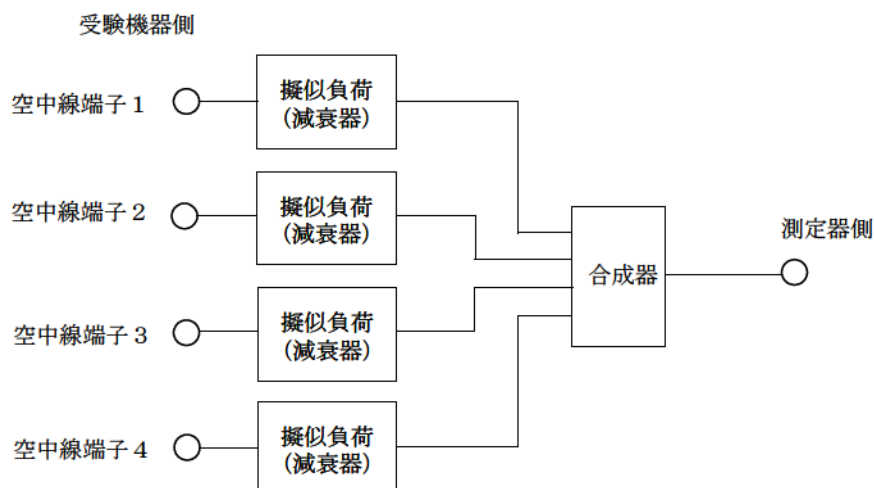 受験機器側
空中線端子1
擬似負荷
(減衰器)
空中線端子2
擬似負荷
(減衰器)
合成器
測定器側
空中線端子3
擬似負荷
(減衰器)
空中線端子4
擬似負荷
(減衰器)